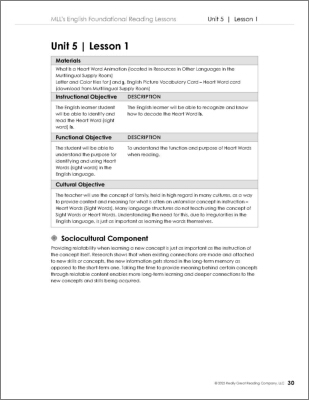 MLL's English Foundational Reading Lessons
Unit 5 | Lesson 1
Unit 5 | Lesson 1
Materials
What is a Heart Word Animation (located in Resources in Other Languages in the
Multilingual Supply Room)
Letter and Color tiles for and s, English Picture Vocabulary Card – Heart Word card
(download from Multilingual Supply Room)
Instructional Objective
DESCRIPTION
The English learner student
will be able to identify and
read the Heart Word (sight
word) is.
The English learner will be able to recognize and know
how to decode the Heart Word is.
Functional Objective
DESCRIPTION
The student will be able to
understand the purpose for
identifying and using Heart
Words (sight words) in the
English language.
To understand the function and purpose of Heart Words
when reading.
Cultural Objective
The teacher will use the concept of family, held in high regard in many cultures, as a way
to provide context and meaning for what is often an unfamiliar concept in instruction –
Heart Words (Sight Words). Many language structures do not teach using the concept of
Sight Words or Heart Words. Understanding the need for this, due to irregularities in the
English language, is just as important as learning the words themselves.
Sociocultural Component
Providing relatability when learning a new concept is just as important as the instruction of
the concept itself. Research shows that when existing connections are made and attached
to new skills or concepts, the new information gets stored in the long-term memory as
opposed to the short-term one. Taking the time to provide meaning behind certain concepts
through relatable content enables more long-term learning and deeper connections to the
new concepts and skills being acquired.
Really Great Reading Company, LLC 30